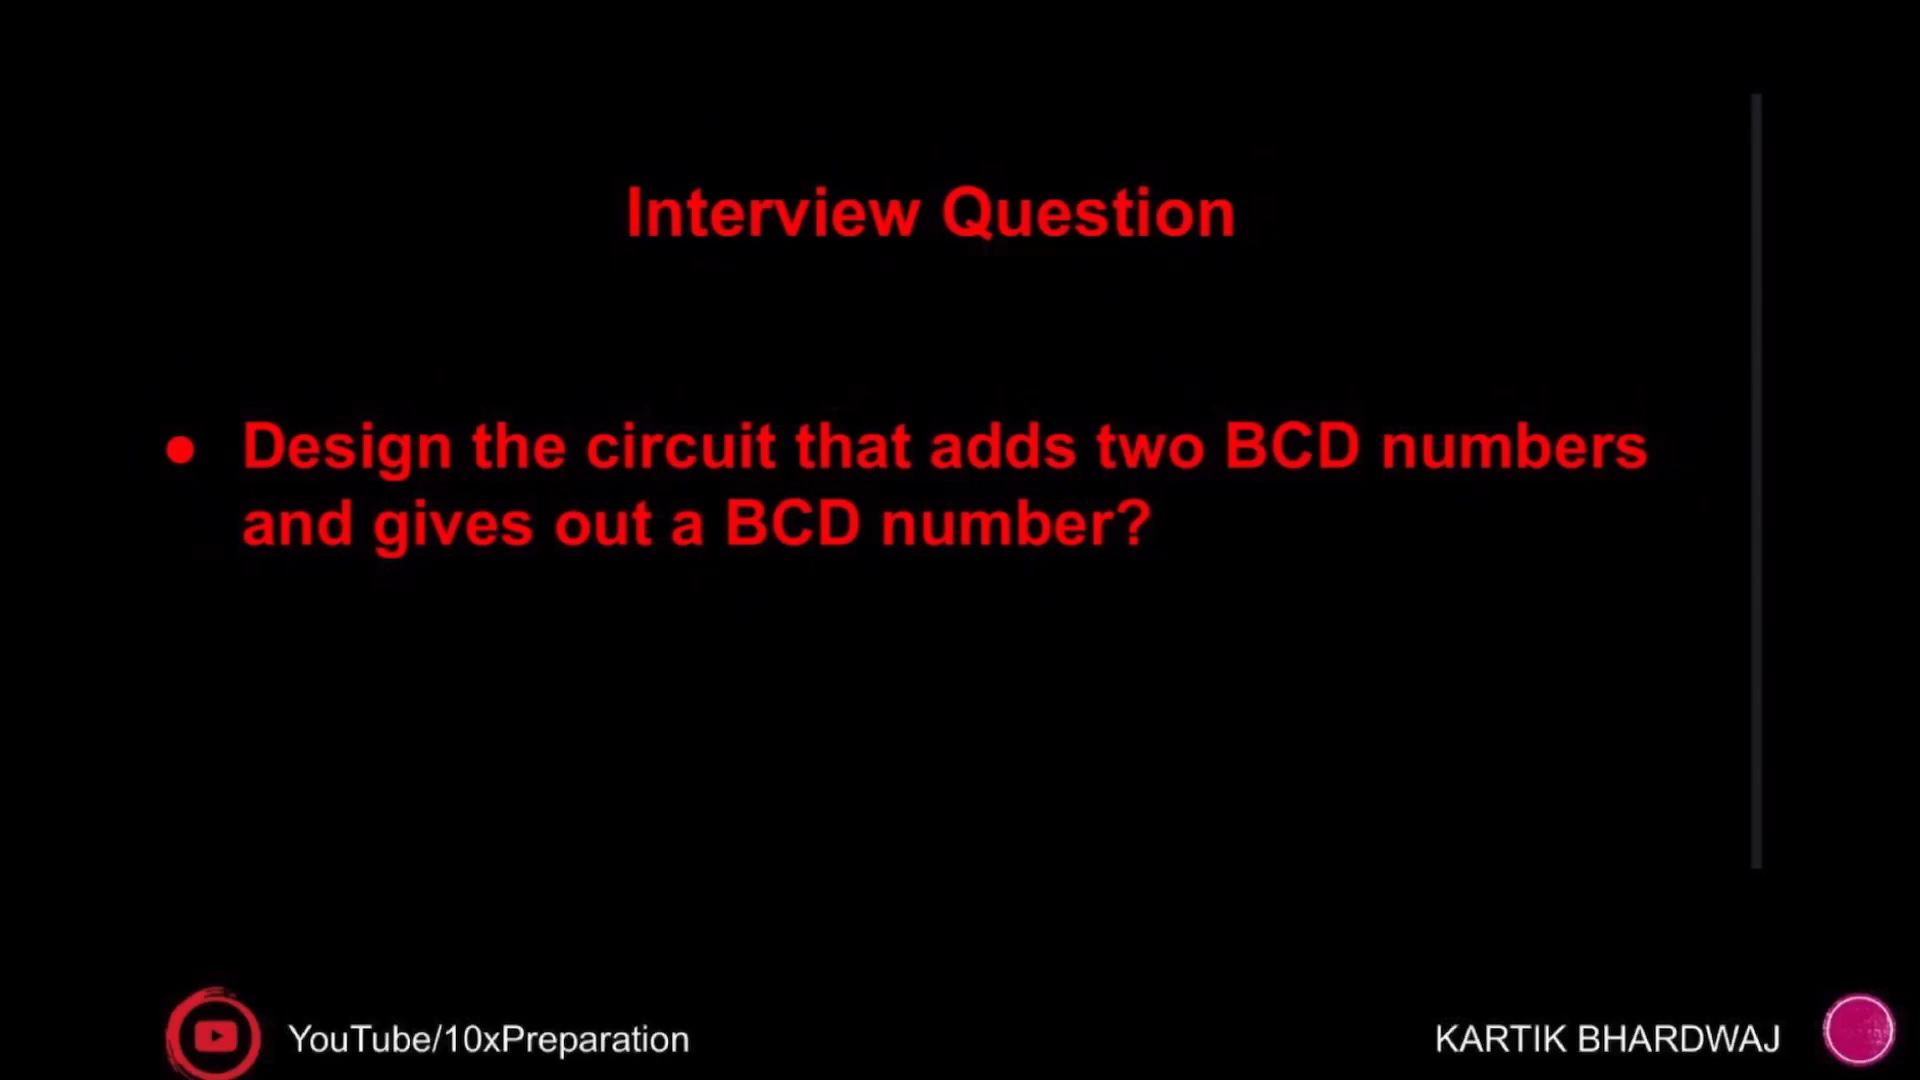 Interview Question
● Design the circuit that adds two BCD numbers
and gives out a BCD number?
YouTube/10xPreparation
KARTIK BHARDWAJ